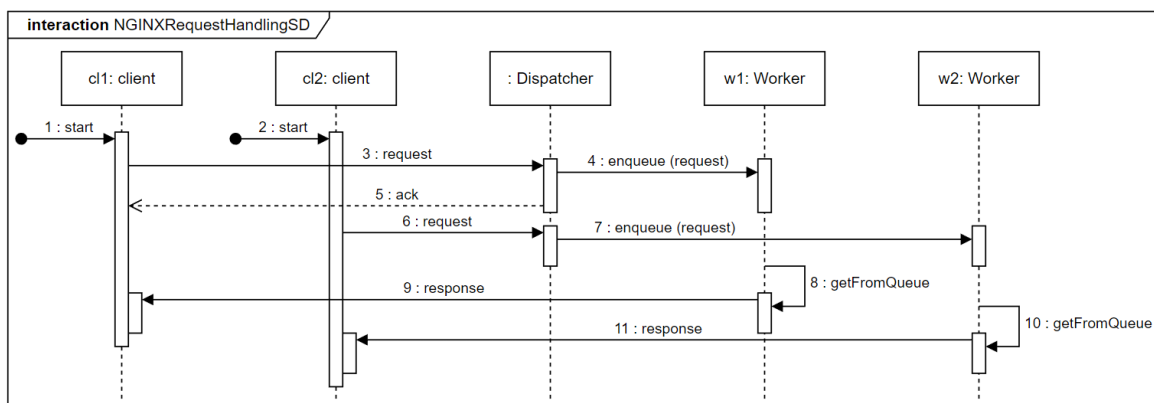 interaction NGINXRequestHandlingSD
cl1: client
cl2: client
: Dispatcher
w1: Worker
w2: Worker
1 : start
2 : start
3 : request
4 : enqueue (request)
5 : ack
6 : request
7 : enqueue (request)
8 : getFromQueue
9 : response
10 : getFromQueue
11 : response